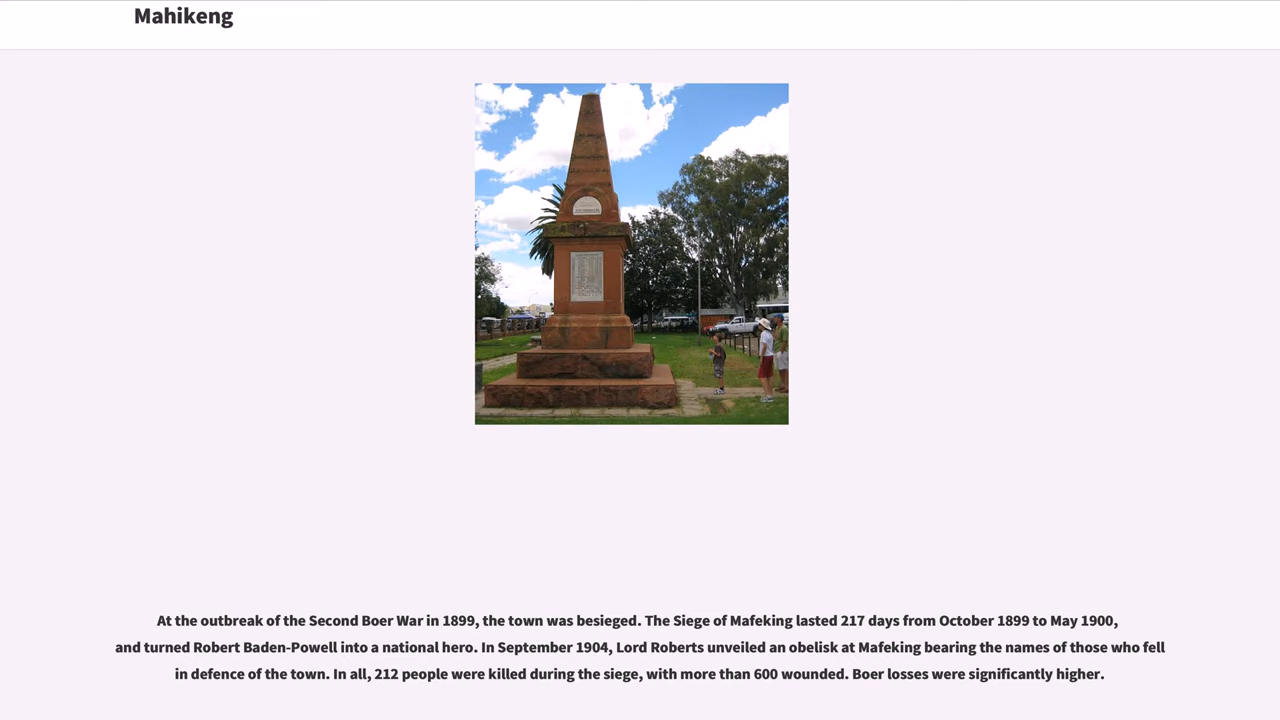 Mahikeng
At the outbreak of the Second Boer War in 1899, the town was besieged. The Siege of Mafeking lasted 217 days from October 1899 to May 1900,
and turned Robert Baden-Powell into a national hero. In September 1904, Lord Roberts unveiled an obelisk at Mafeking bearing the names of those who fell
in defence of the town. In all, 212 people were killed during the siege, with more than 600 wounded. Boer losses were significantly higher.